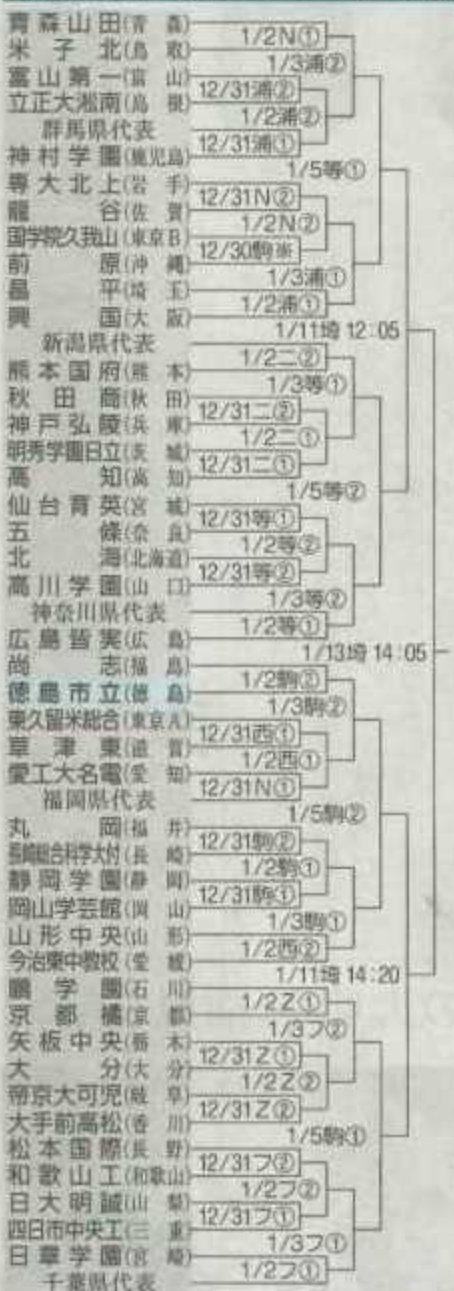 青森山田(青森)
米子北(鳥取)
1/2N①
富山第一(富山)
1/3浦②
立正大淞南(島根)
12/31浦②
群馬県代表
1/2浦②
神村学園(鹿児島)
12/31浦①
1/5等①
専大北上(岩手)
龍谷(佐賀)
12/31N②
国学院久我山(東京B)
1/2N②
前原(沖縄)
12/30駒※
昌平(埼玉)
1/3浦①
興国(大阪)
1/2浦①
新潟県代表
1/11埼 12:05
熊本国府(熊本)
1/2ニ②
秋田商(秋田)
1/3等①
神戸弘陵(兵庫)
12/31ニ②
明秀学園日立(茨城)
1/2ニ①
高知(高知)
12/31ニ①
仙台育英(宮城)
1/5等②
五條(奈良)
12/31等①
北海(北海道)
1/2等②
高川学園(山口)
12/31等②
神奈川県代表
1/3等②
広島皆実(広島)
1/2等①
尚志(福島)
1/13埼 14:05
徳島市立(徳島)
1/2駒②
東久留米総合(東京A)
1/3駒②
草津東(滋賀)
12/31西①
愛工大名電(愛知)
1/2西①
福岡県代表
12/31N①
丸岡(福井)
1/5駒②
長崎総合科学大付(長崎)
12/31駒②
静岡学園(静岡)
1/2駒①
岡山学芸館(岡山)
12/31駒①
山形中央(山形)
1/3駒①
今治東中教校(愛媛)
1/2西②
鵬学園(石川)
1/11埼 14:20
京都橘(京都)
1/2Z①
矢板中央(栃木)
1/3フ②
大分(大分)
12/31Z①
帝京大可児(岐阜)
1/2Z②
大手前高松(香川)
12/31Z②
松本国際(長野)
1/5駒①
和歌山工(和歌山)
12/31フ②
日大明誠(山梨)
1/2フ②
四日市中央工(三重)
12/31フ①
日章学園(宮崎)
1/3フ①
千葉県代表
1/2フ①